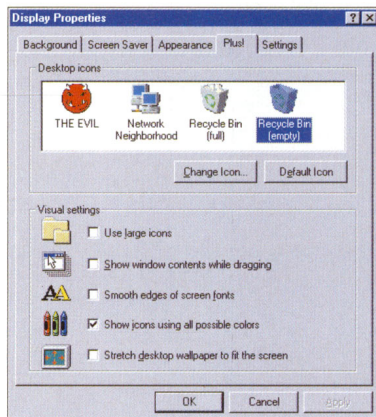 Display Properties
Background Screen Saver Appearance Plus! Settings
Desktop icons
THE EVIL
Network Neighborhood
Recycle Bin (full)
Recycle Bin (empty)
Change Icon... Default Icon
Visual settings
Use large icons
Show window contents while dragging
Smooth edges of screen fonts
Show icons using all possible colors
Stretch desktop wallpaper to fit the screen
OK Cancel Apply